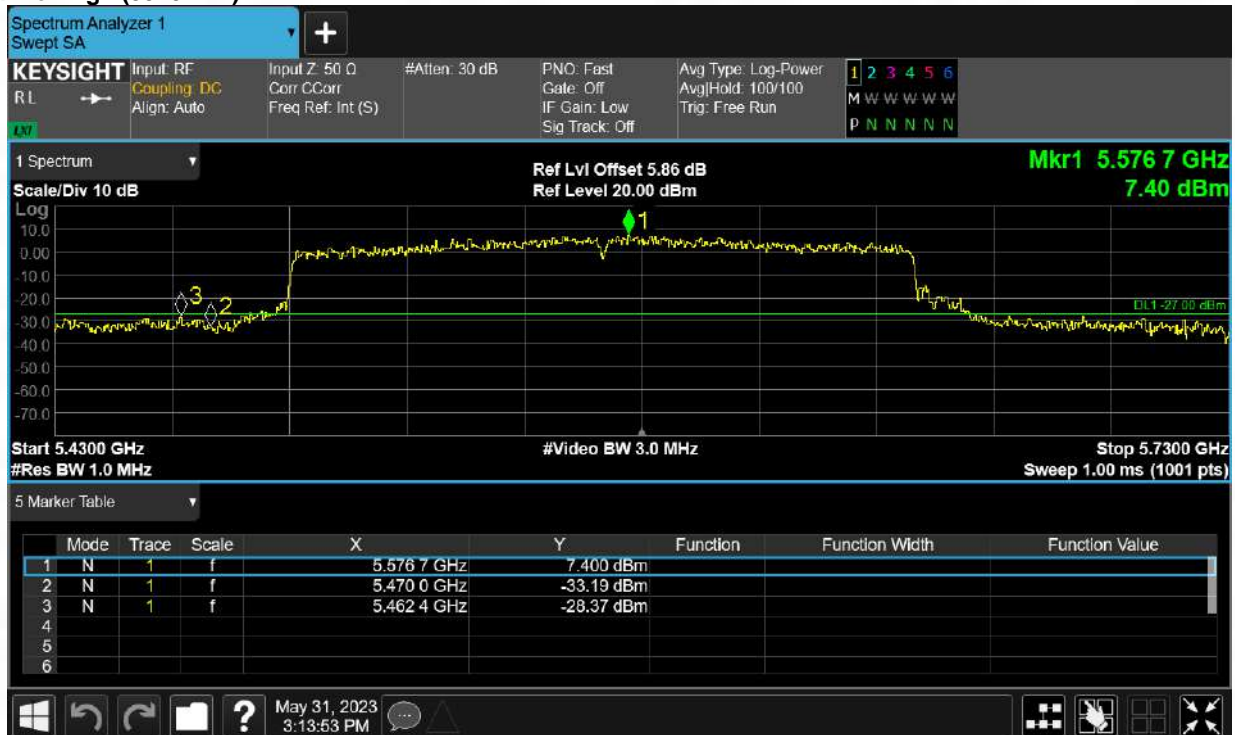 Spectrum Analyzer 1
Swept SA
+
KEYSIGHT Input: RF Input Z: 50 Ω #Atten: 30 dB PNO: Fast Avg Type: Log-Power 1 2 3 4 5 6
RL Coupling: DC Corr CCorr Gate: Off Avg|Hold: 100/100 M W W W W W
Align: Auto Freq Ref: Int (S) IF Gain: Low Trig: Free Run
LXI Sig Track: Off P N N N N N
1 Spectrum Ref Lvl Offset 5.86 dB Mkr1 5.576 7 GHz
Scale/Div 10 dB Ref Level 20.00 dBm 7.40 dBm
Log
1
10.0
0.00
-10.0
-20.0 3 2 DL1 -27.00 dBm
-30.0
-40.0
-50.0
-60.0
-70.0
Start 5.4300 GHz #Video BW 3.0 MHz Stop 5.7300 GHz
#Res BW 1.0 MHz Sweep 1.00 ms (1001 pts)
5 Marker Table
Mode Trace Scale X Y Function Function Width Function Value
1 N 1 f 5.576 7 GHz 7.400 dBm
2 N 1 f 5.470 0 GHz -33.19 dBm
3 N 1 f 5.462 4 GHz -28.37 dBm
4
5
6
? May 31, 2023
3:13:53 PM